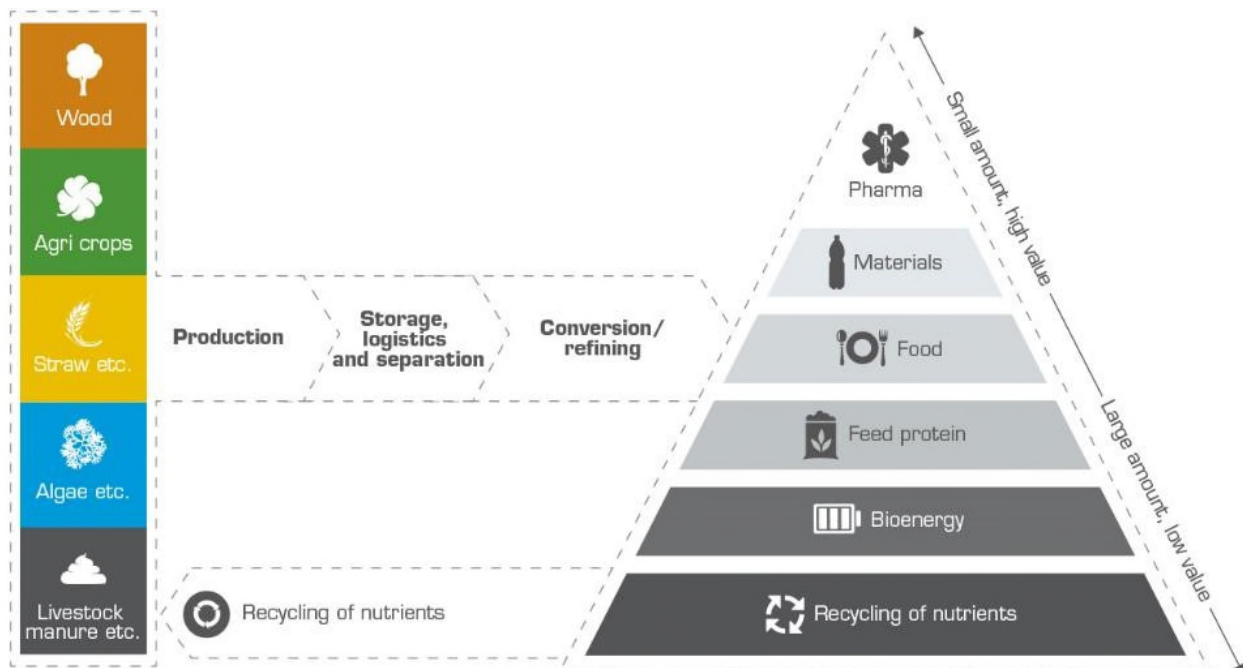 Wood
Agri crops
Straw etc.
Algae etc.
Livestock
manure etc.
Production
Storage,
logistics
and separation
Conversion/
refining
Recycling of nutrients
Pharma
Materials
Food
Feed protein
Bioenergy
Recycling of nutrients
Small amount, high value
Large amount, low value